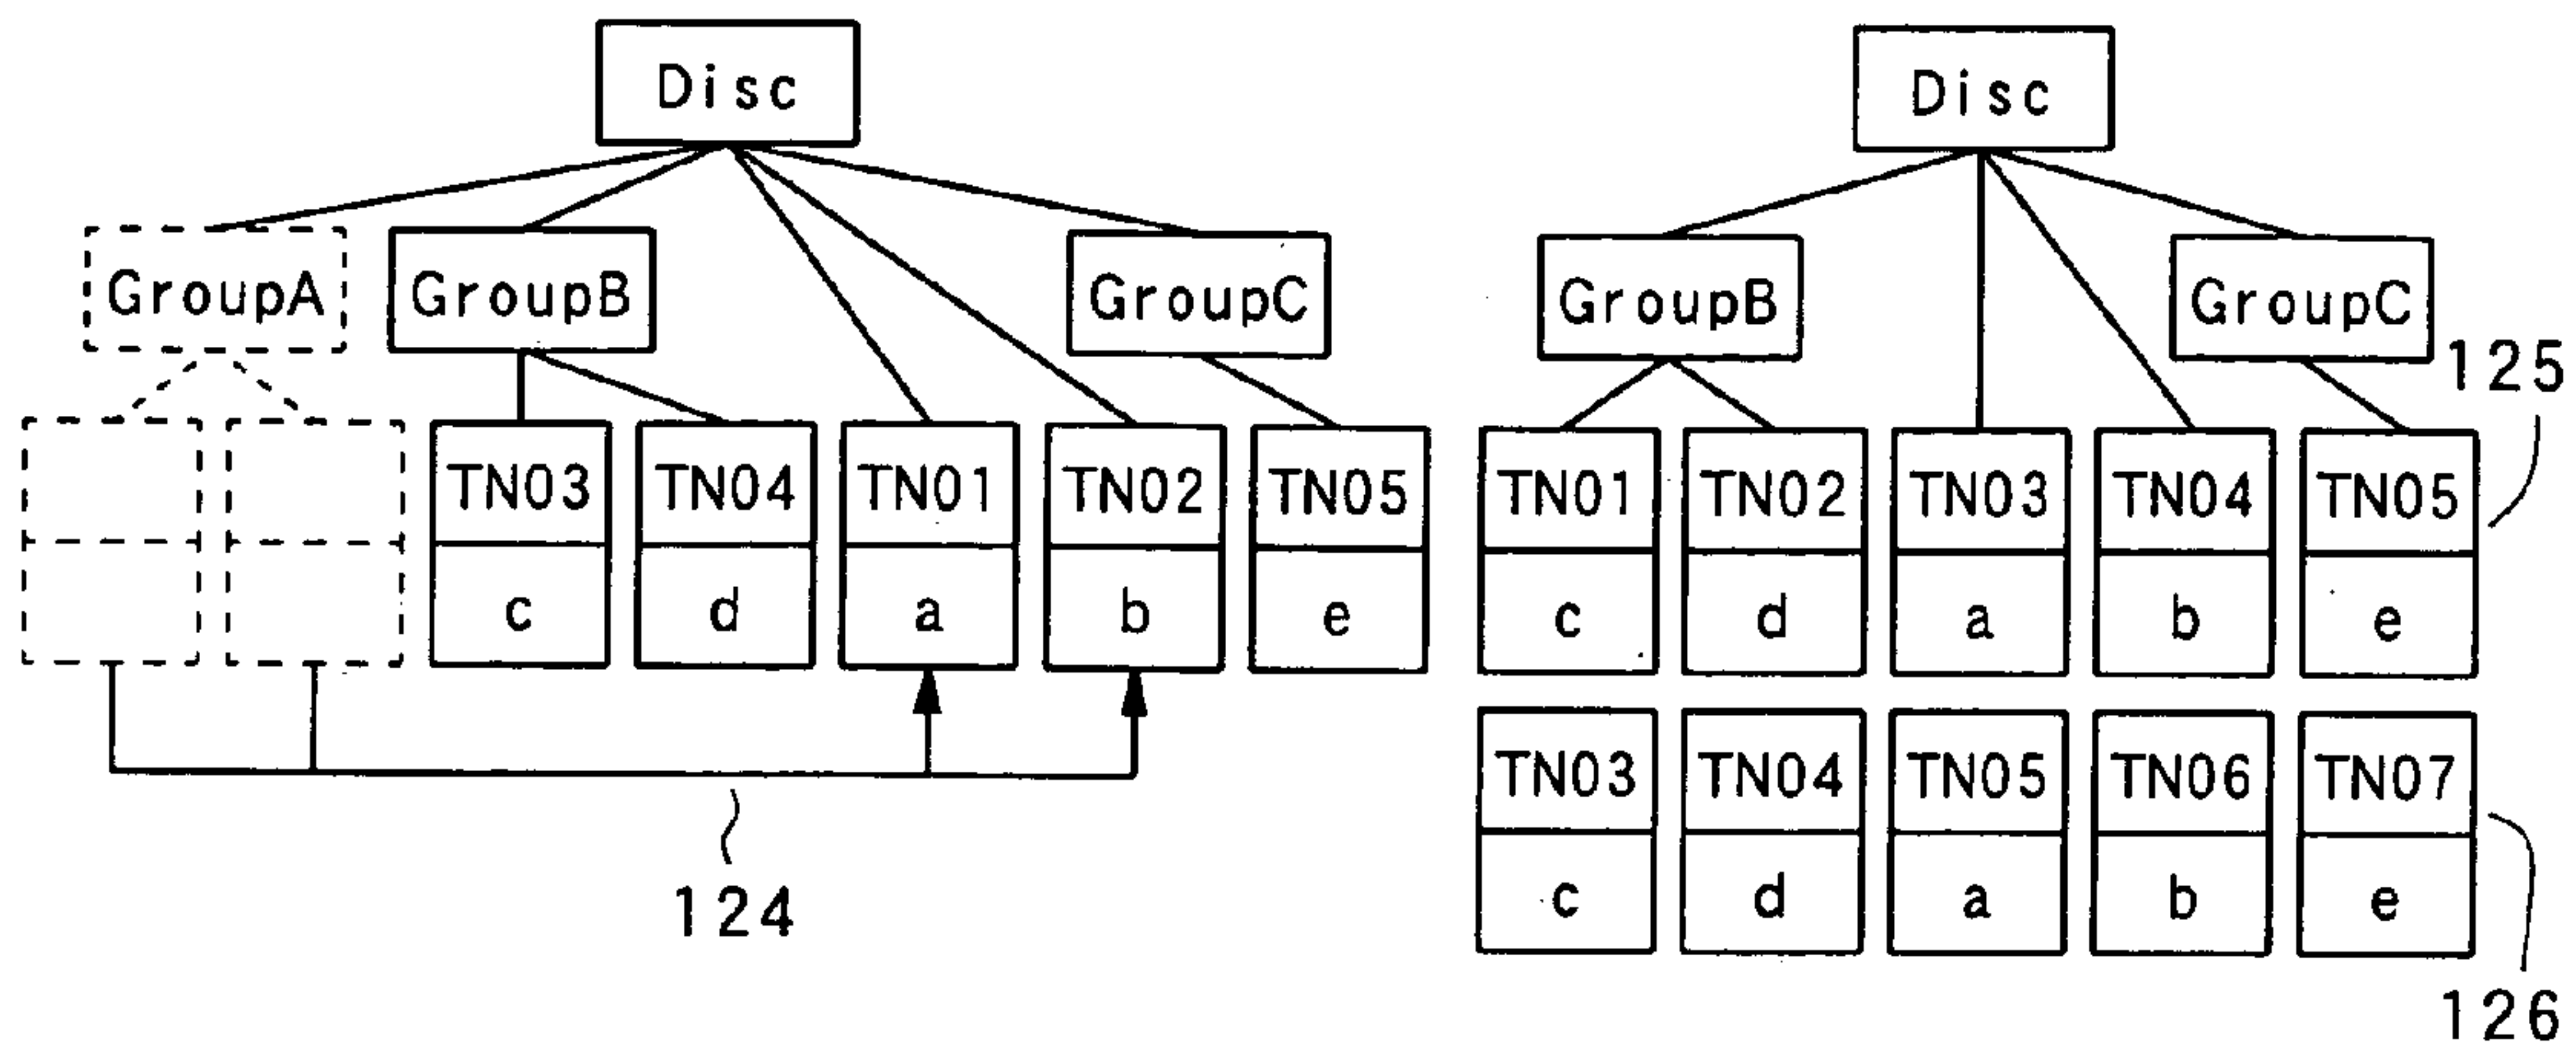 Disc
GroupA GroupB GroupC
TN03 TN04 TN01 TN02 TN05
c d a b e
124
Disc
GroupB GroupC
125
TN01 TN02 TN03 TN04 TN05
c d a b e
TN03 TN04 TN05 TN06 TN07
c d a b e
126